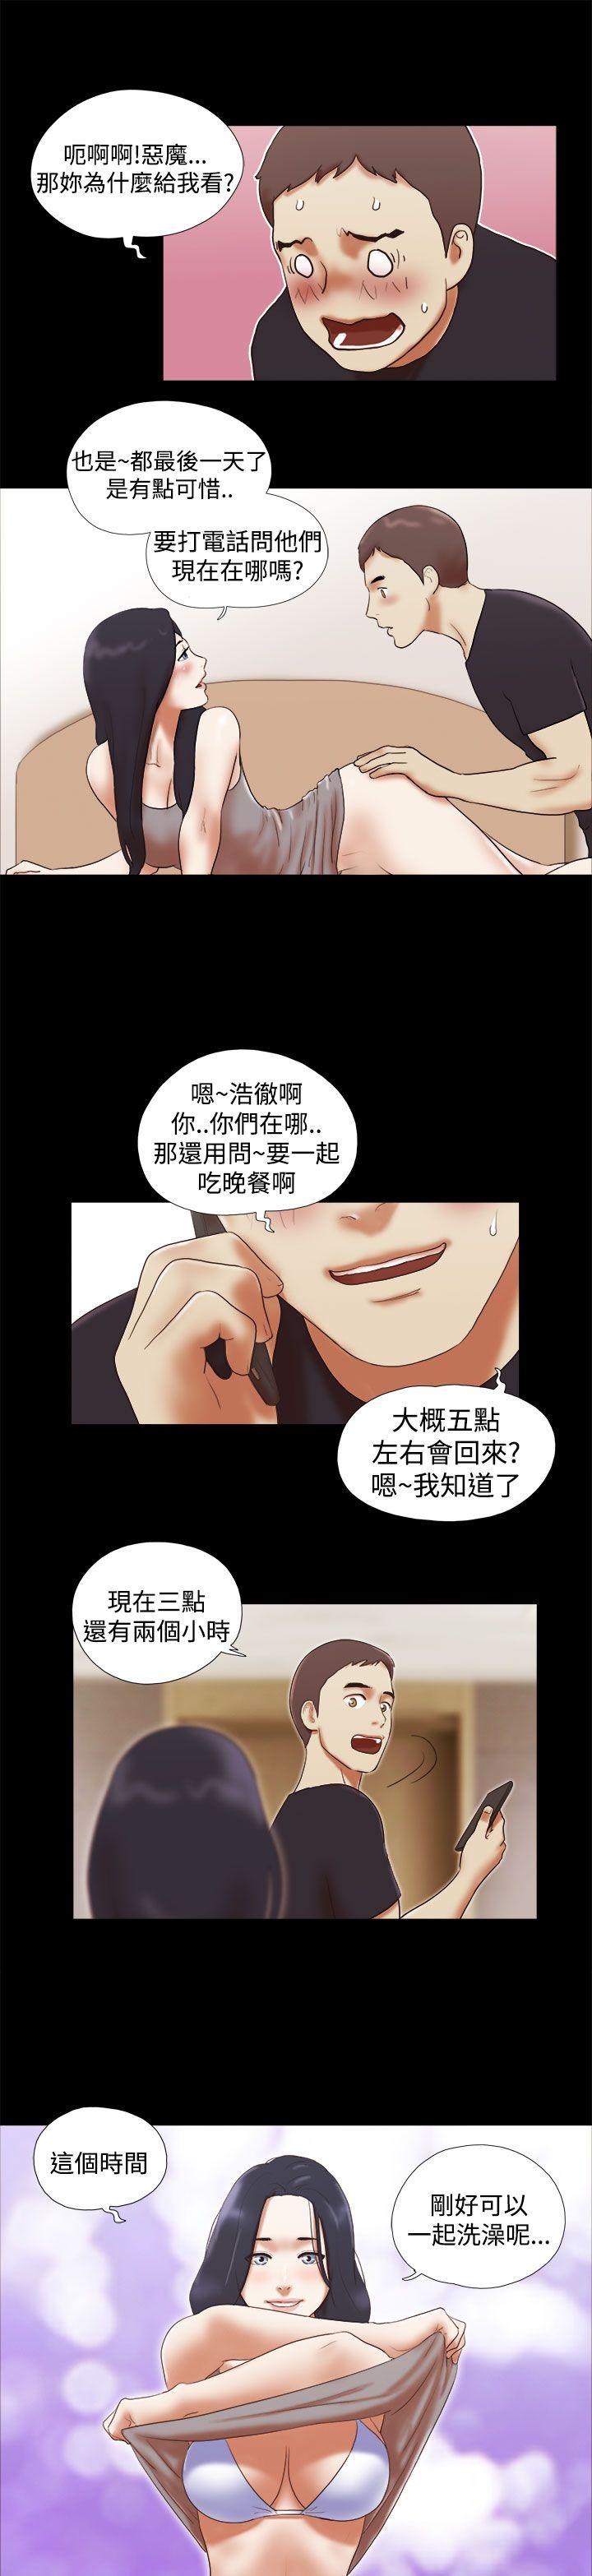 呃啊啊!惡魔...
那妳為什麼給我看?
也是~都最後一天了
是有點可惜..
要打電話問他們
現在在哪嗎?
嗯~浩徹啊
你..你們在哪..
那還用問~要一起
吃晚餐啊
大概五點
左右會回來?
嗯~我知道了
現在三點
還有兩個小時
這個時間
剛好可以
一起洗澡呢...